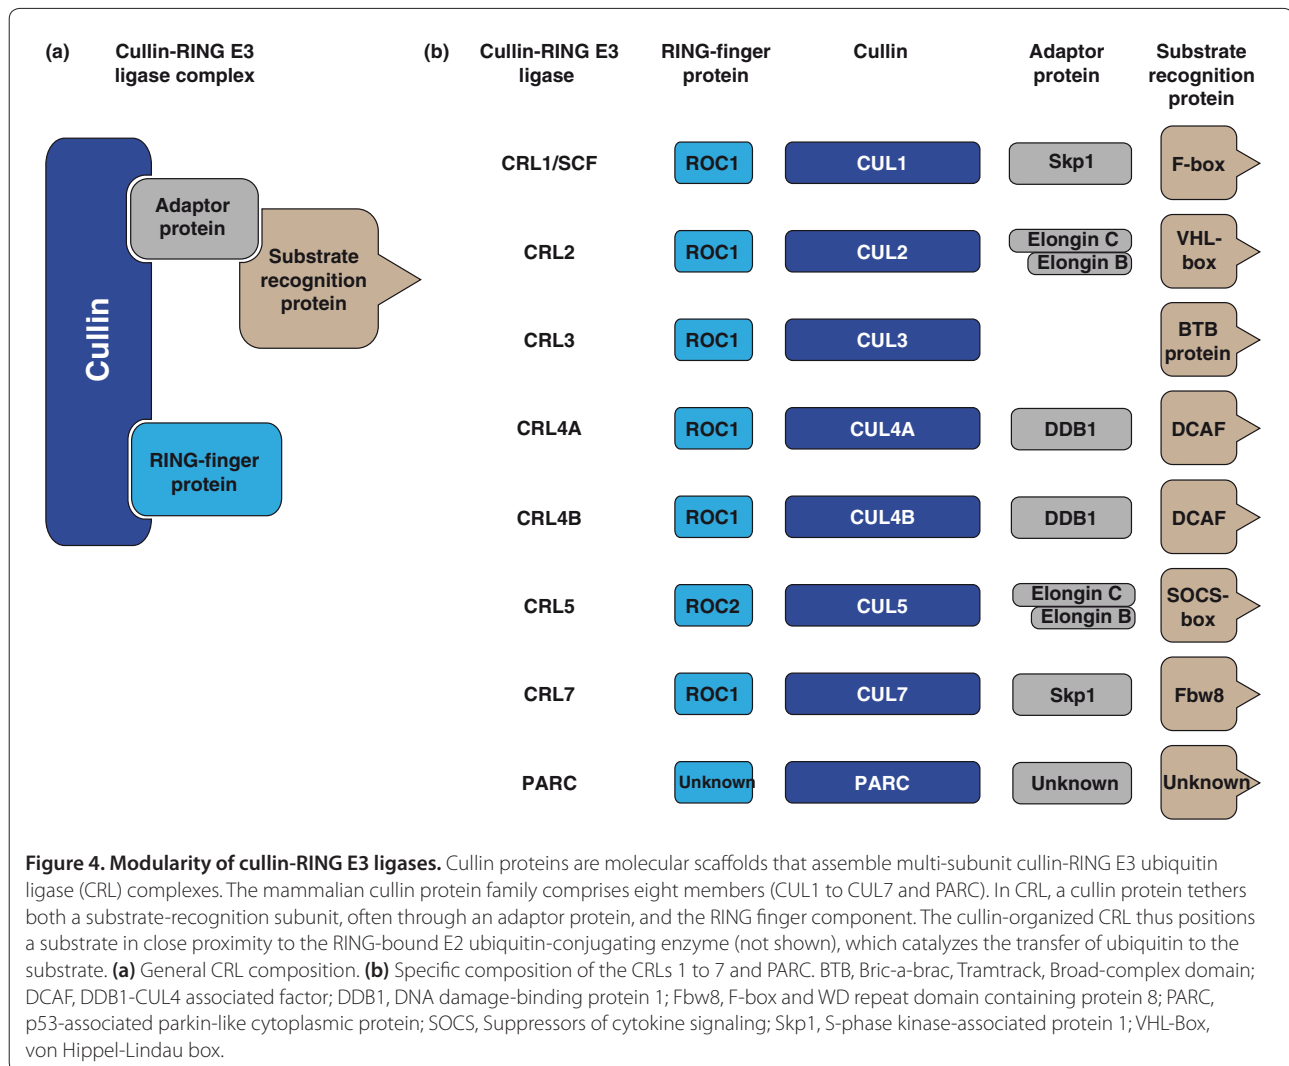 (a) Cullin-RING E3
ligase complex
Cullin
Adaptor
protein
Substrate
recognition
protein
RING-finger
protein
(b) Cullin-RING E3 RING-finger Cullin Adaptor Substrate
ligase protein protein recognition
protein
CRL1/SCF ROC1 CUL1 Skp1 F-box
CRL2 ROC1 CUL2 Elongin C VHL-
Elongin B box
CRL3 ROC1 CUL3 BTB
protein
CRL4A ROC1 CUL4A DDB1 DCAF
CRL4B ROC1 CUL4B DDB1 DCAF
CRL5 ROC2 CUL5 Elongin C SOCS-
Elongin B box
CRL7 ROC1 CUL7 Skp1 Fbw8
PARC Unknown PARC Unknown Unknown
Figure 4. Modularity of cullin-RING E3 ligases. Cullin proteins are molecular scaffolds that assemble multi-subunit cullin-RING E3 ubiquitin
ligase (CRL) complexes. The mammalian cullin protein family comprises eight members (CUL1 to CUL7 and PARC). In CRL, a cullin protein tethers
both a substrate-recognition subunit, often through an adaptor protein, and the RING finger component. The cullin-organized CRL thus positions
a substrate in close proximity to the RING-bound E2 ubiquitin-conjugating enzyme (not shown), which catalyzes the transfer of ubiquitin to the
substrate. (a) General CRL composition. (b) Specific composition of the CRLs 1 to 7 and PARC. BTB, Bric-a-brac, Tramtrack, Broad-complex domain;
DCAF, DDB1-CUL4 associated factor; DDB1, DNA damage-binding protein 1; Fbw8, F-box and WD repeat domain containing protein 8; PARC,
p53-associated parkin-like cytoplasmic protein; SOCS, Suppressors of cytokine signaling; Skp1, S-phase kinase-associated protein 1; VHL-Box,
von Hippel-Lindau box.